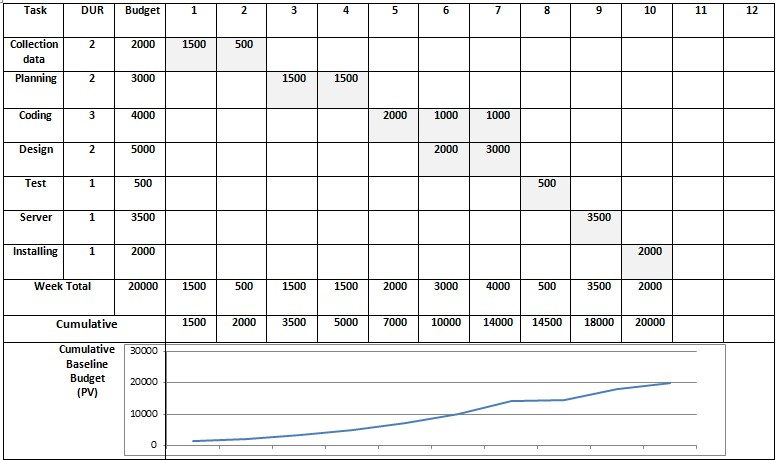 Task DUR Budget 1 2 3 4 5 6 7 8 9 10 11 12
Collection data 2 2000 1500 500
Planning 2 3000 1500 1500
Coding 3 4000 2000 1000 1000
Design 2 5000 2000 3000
Test 1 500 500
Server 1 3500 3500
Installing 1 2000 2000
Week Total 20000 1500 500 1500 1500 2000 3000 4000 500 3500 2000
Cumulative 1500 2000 3500 5000 7000 10000 14000 14500 18000 20000
Cumulative
Baseline
Budget
(PV)
30000
20000
10000
0